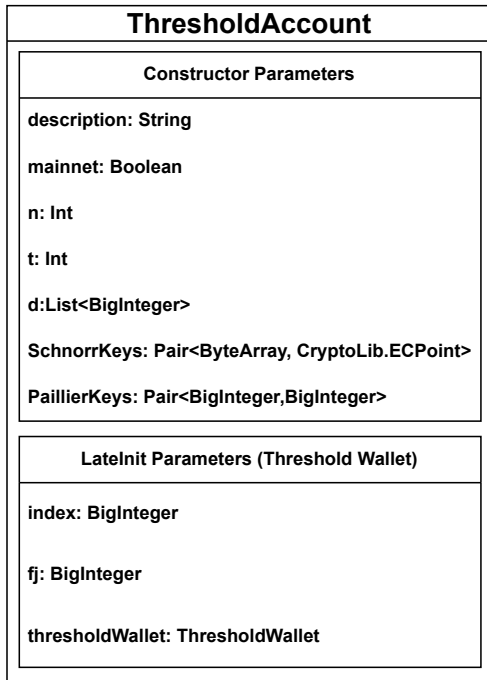 ThresholdAccount
Constructor Parameters
description: String
mainnet: Boolean
n: Int
t: Int
d:List<BigInteger>
SchnorrKeys: Pair<ByteArray, CryptoLib.ECPoint>
PaillierKeys: Pair<BigInteger,BigInteger>
LateInit Parameters (Threshold Wallet)
index: BigInteger
fj: BigInteger
thresholdWallet: ThresholdWallet